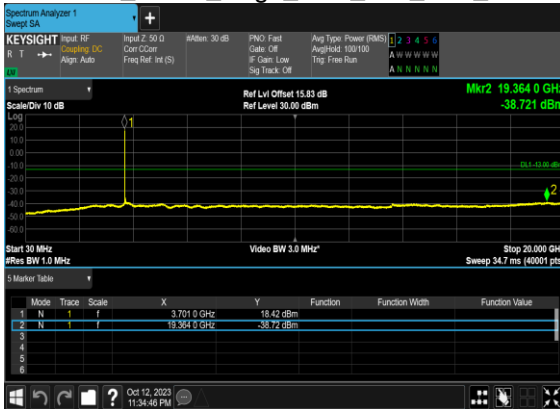 Spectrum Analyzer 1
Swept SA
+
KEYSIGHT Input: RF Input Z: 50 Ω #Atten: 30 dB PNO: Fast Avg Type: Power (RMS) 1 2 3 4 5 6
R T Coupling: DC Corr CCorr Gate: Off Avg|Hold: 100/100 A W W W W W
Align: Auto Freq Ref: Int (S) IF Gain: Low Trig: Free Run
Sig Track: Off A N N N N N
1 Spectrum Ref Lvl Offset 15.83 dB Mkr2 19.364 0 GHz
Scale/Div 10 dB Ref Level 30.00 dBm -38.721 dBm
Log
20.0
10.0
0.00
-10.0
-20.0
-30.0
-40.0
-50.0
-60.0
1
DL1 -13.00 dBm
2
Start 30 MHz Video BW 3.0 MHz* Stop 20.000 GHz
#Res BW 1.0 MHz Sweep 34.7 ms (40001 pts)
5 Marker Table
Mode Trace Scale X Y Function Function Width Function Value
1 N 1 f 3.701 0 GHz 18.42 dBm
2 N 1 f 19.364 0 GHz -38.72 dBm
3
4
5
6
? Oct 12, 2023
11:34:46 PM